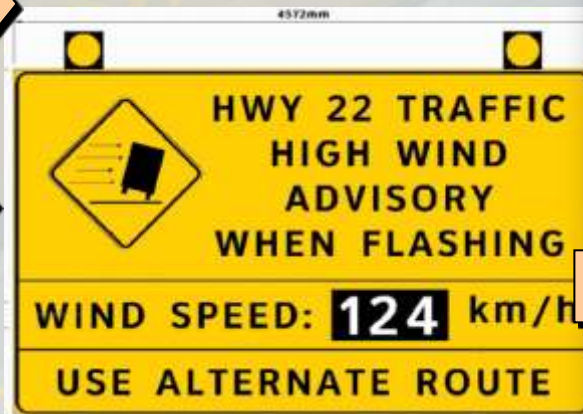 4572mm
HWY 22 TRAFFIC
HIGH WIND
ADVISORY
WHEN FLASHING
WIND SPEED: 124 km/h
USE ALTERNATE ROUTE